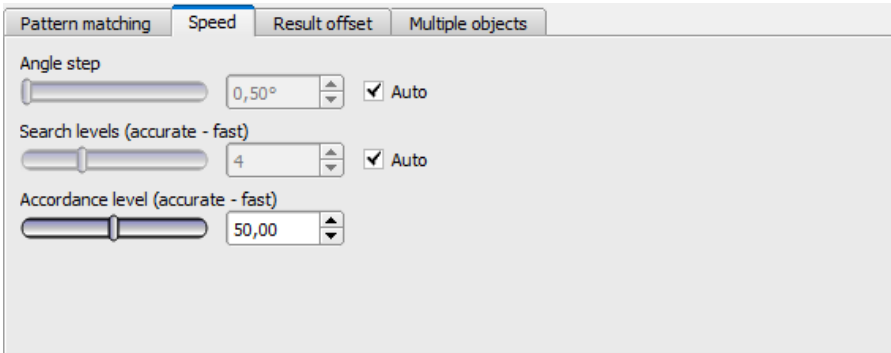 Pattern matching Speed Result offset Multiple objects
Angle step
0,50° Auto
Search levels (accurate - fast)
4 Auto
Accordance level (accurate - fast)
50,00